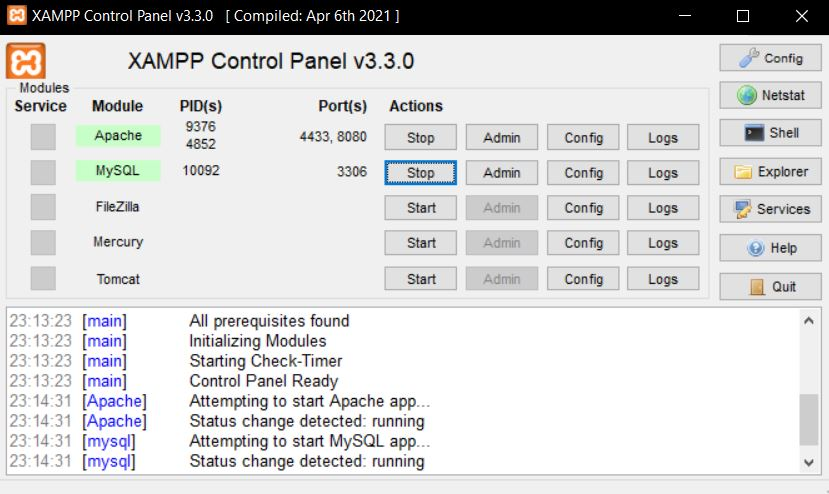 XAMPP Control Panel v3.3.0 [ Compiled: Apr 6th 2021 ]
XAMPP Control Panel v3.3.0
Config
Modules
Service Module PID(s) Port(s) Actions
Netstat
Apache 9376 4852 4433, 8080 Stop Admin Config Logs
Shell
MySQL 10092 3306 Stop Admin Config Logs
Explorer
FileZilla Start Admin Config Logs
Services
Mercury Start Admin Config Logs
Help
Tomcat Start Admin Config Logs
Quit
23:13:23 [main] All prerequisites found
23:13:23 [main] Initializing Modules
23:13:23 [main] Starting Check-Timer
23:13:23 [main] Control Panel Ready
23:14:31 [Apache] Attempting to start Apache app...
23:14:31 [Apache] Status change detected: running
23:14:31 [mysql] Attempting to start MySQL app...
23:14:31 [mysql] Status change detected: running